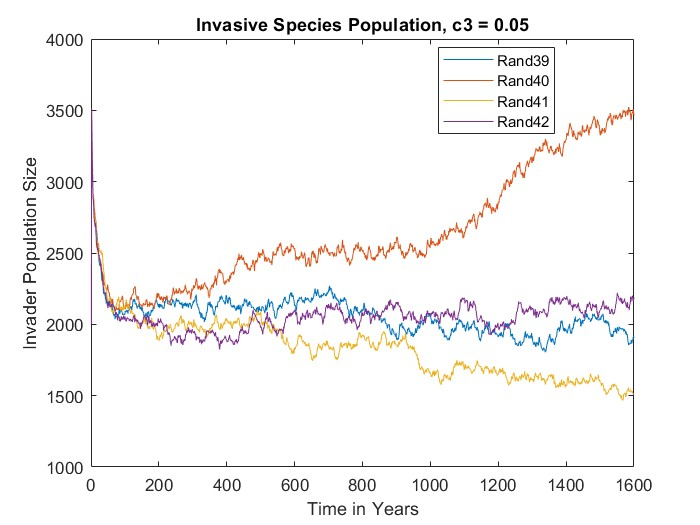 Invasive Species Population, c3 = 0.05
4000
3500
3000
2500
2000
1500
1000
Invader Population Size
Rand39
Rand40
Rand41
Rand42
0 200 400 600 800 1000 1200 1400 1600
Time in Years